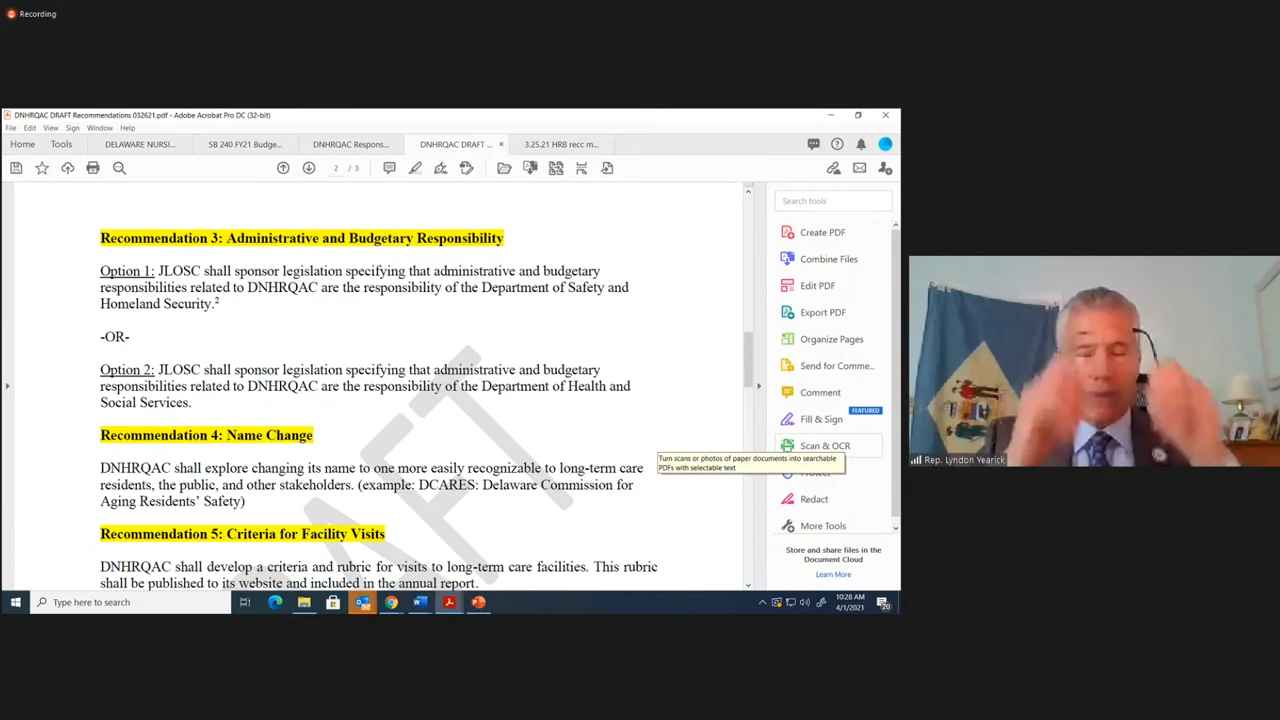 Recording
DNHRQAC DRAFT Recommendations 032621.pdf - Adobe Acrobat Pro DC (32-bit)
File Edit View Sign Window Help
Home Tools DELAWARE NURSI... SB 240 FY21 Budge... DNHRQAC Respons... DNHRQAC DRAFT ... × 3.25.21 HRB recc m...
2 / 3
Recommendation 3: Administrative and Budgetary Responsibility
Option 1: JLOSC shall sponsor legislation specifying that administrative and budgetary
responsibilities related to DNHRQAC are the responsibility of the Department of Safety and
Homeland Security.2
-OR-
Option 2: JLOSC shall sponsor legislation specifying that administrative and budgetary
responsibilities related to DNHRQAC are the responsibility of the Department of Health and
Social Services.
Recommendation 4: Name Change
DNHRQAC shall explore changing its name to one more easily recognizable to long-term care
residents, the public, and other stakeholders. (example: DCARES: Delaware Commission for
Aging Residents' Safety)
Recommendation 5: Criteria for Facility Visits
DNHRQAC shall develop a criteria and rubric for visits to long-term care facilities. This rubric
shall be published to its website and included in the annual report.
DRAFT
Search tools
Create PDF
Combine Files
Edit PDF
Export PDF
Organize Pages
Send for Comme...
Comment
FEATURED
Fill & Sign
Scan & OCR
Turn scans or photos of paper documents into searchable
PDFs with selectable text
Protect
Redact
More Tools
Store and share files in the
Document Cloud
Learn More
Rep. Lyndon Yearick
Type here to search
10:28 AM
4/1/2021
20